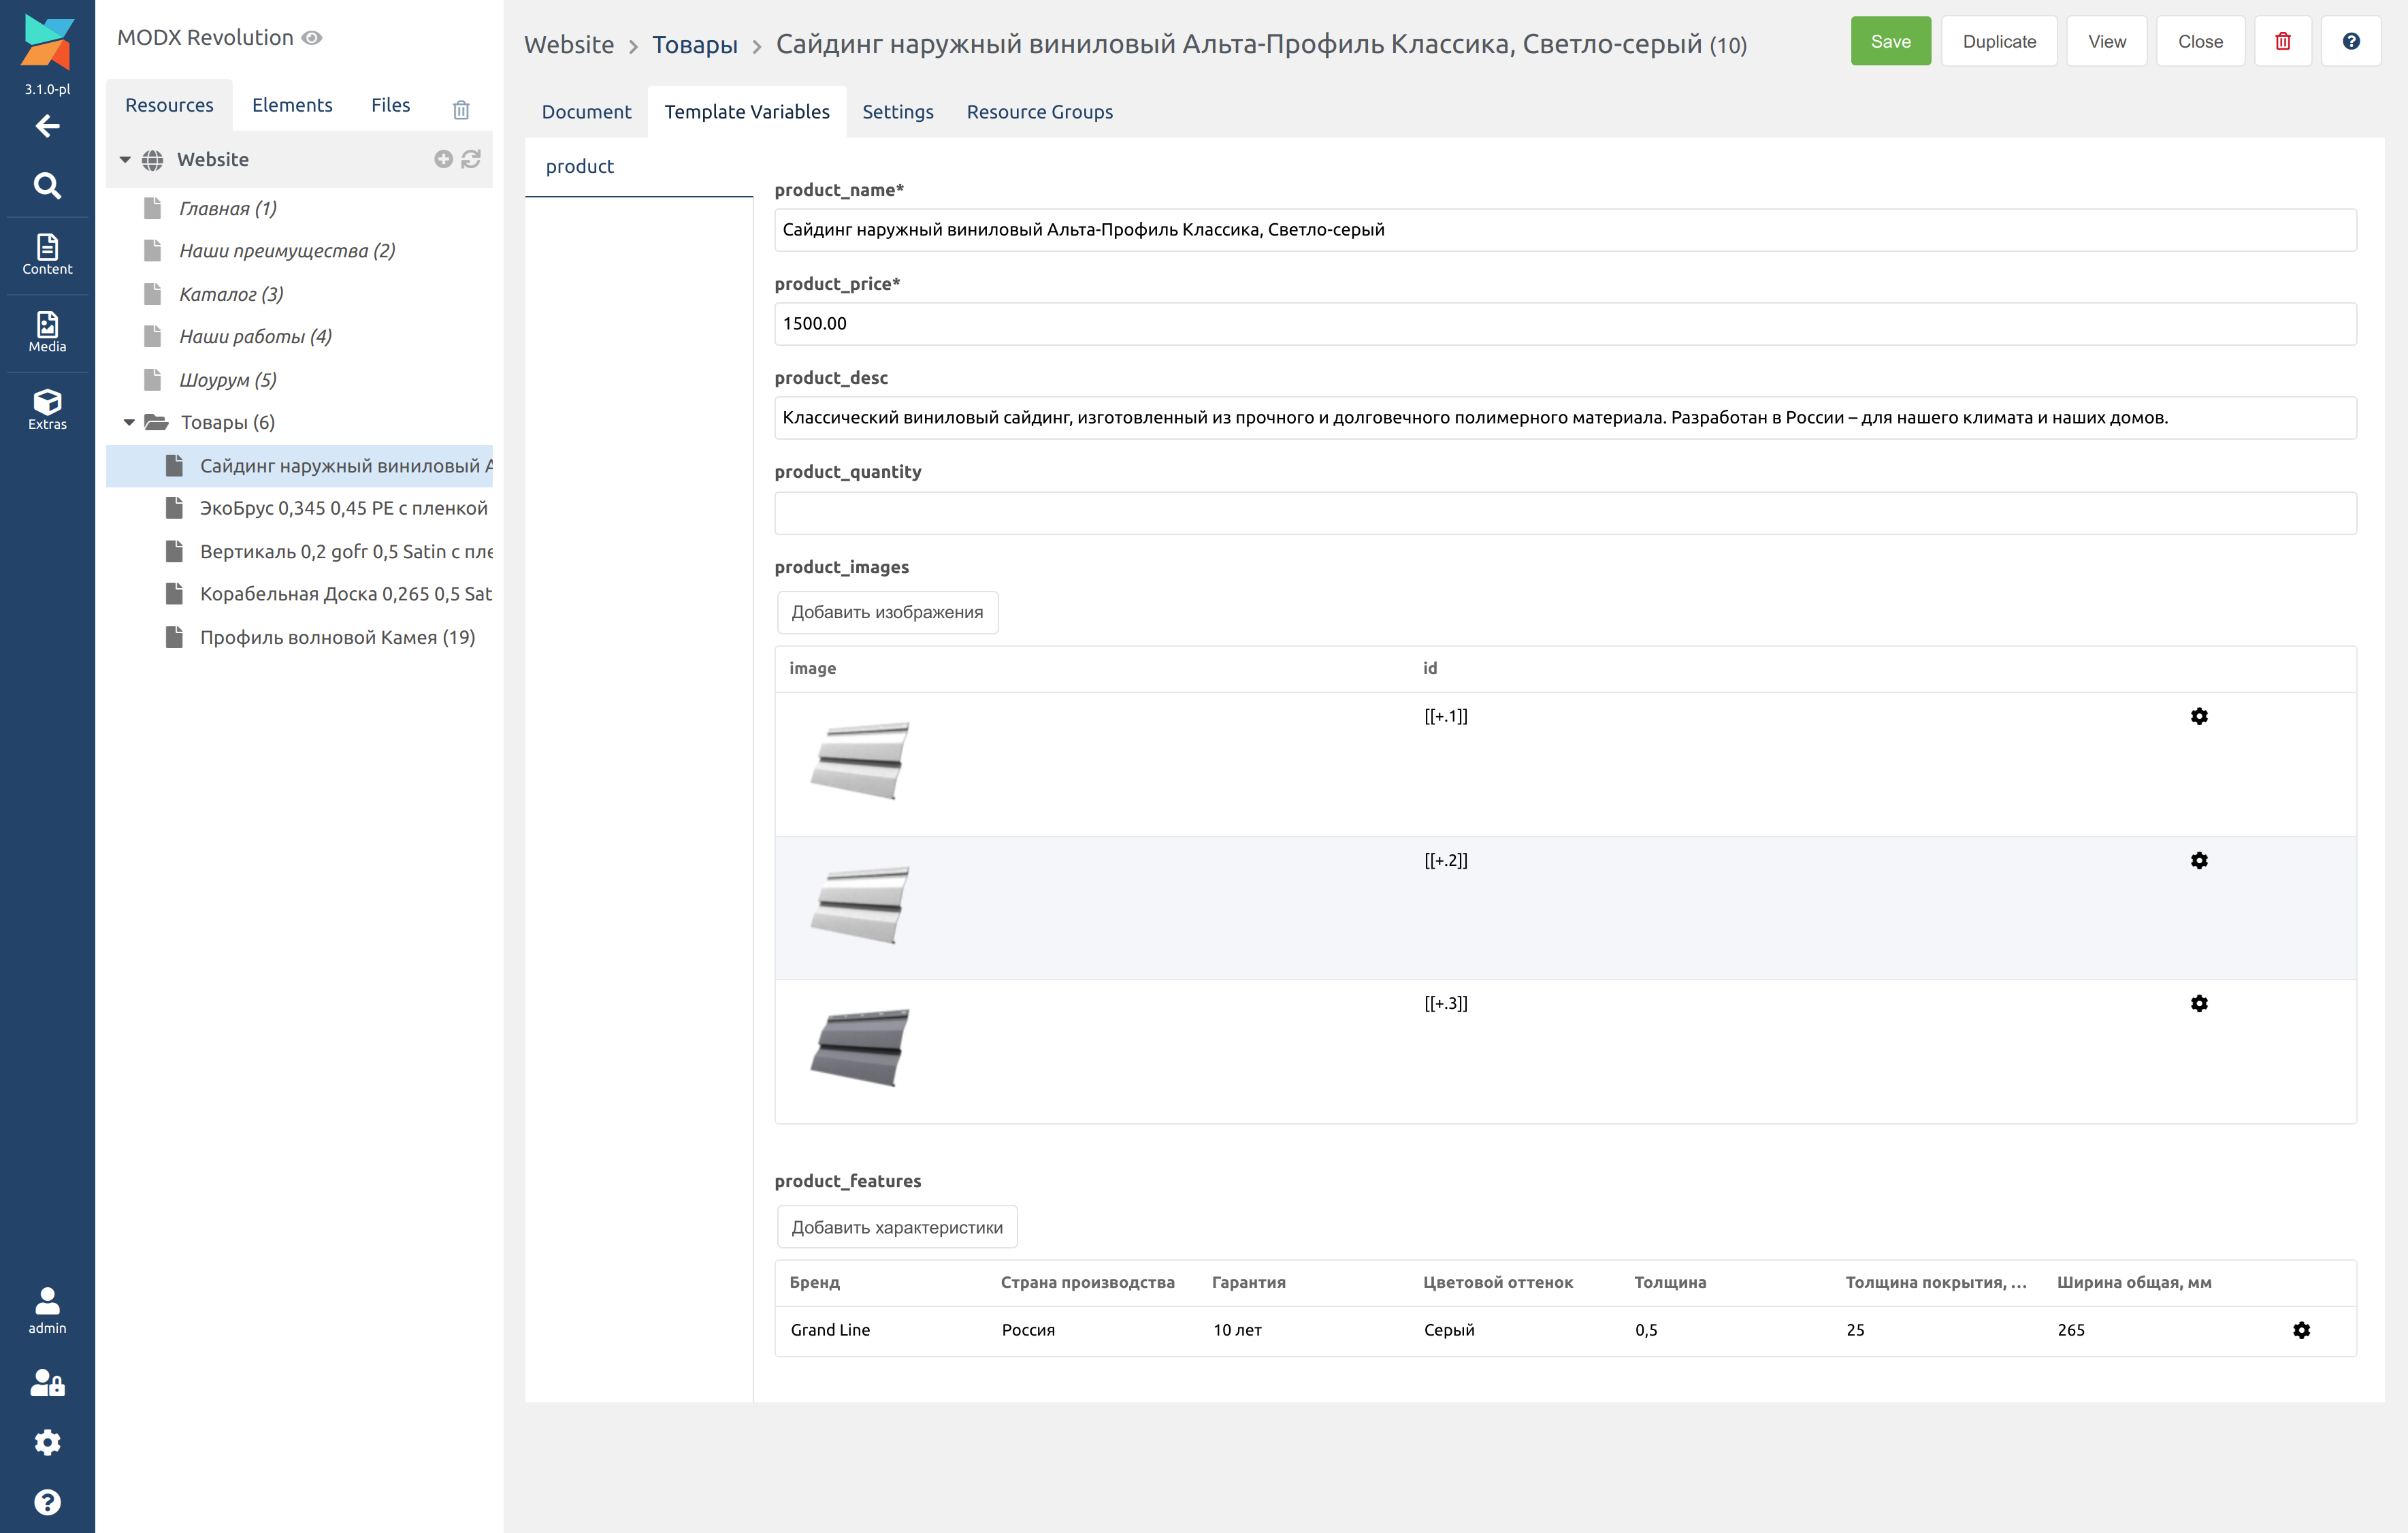 3.1.0-pl
Content
Media
Extras
admin
MODX Revolution
Resources
Elements
Files
Website
Главная (1)
Наши преимущества (2)
Каталог (3)
Наши работы (4)
Шоурум (5)
Товары (6)
Сайдинг наружный виниловый А
ЭкоБрус 0,345 0,45 PE с пленкой
Вертикаль 0,2 gofr 0,5 Satin с пле
Корабельная Доска 0,265 0,5 Sat
Профиль волновой Камея (19)
Website › Товары › Сайдинг наружный виниловый Альта-Профиль Классика, Светло-серый (10)
Save
Duplicate
View
Close
Document
Template Variables
Settings
Resource Groups
product
product_name*
Сайдинг наружный виниловый Альта-Профиль Классика, Светло-серый
product_price*
1500.00
product_desc
Классический виниловый сайдинг, изготовленный из прочного и долговечного полимерного материала. Разработан в России – для нашего климата и наших домов.
product_quantity
product_images
Добавить изображения
image id
[[+.1]]
[[+.2]]
[[+.3]]
product_features
Добавить характеристики
Бренд Страна производства Гарантия Цветовой оттенок Толщина Толщина покрытия, ... Ширина общая, мм
Grand Line Россия 10 лет Серый 0,5 25 265